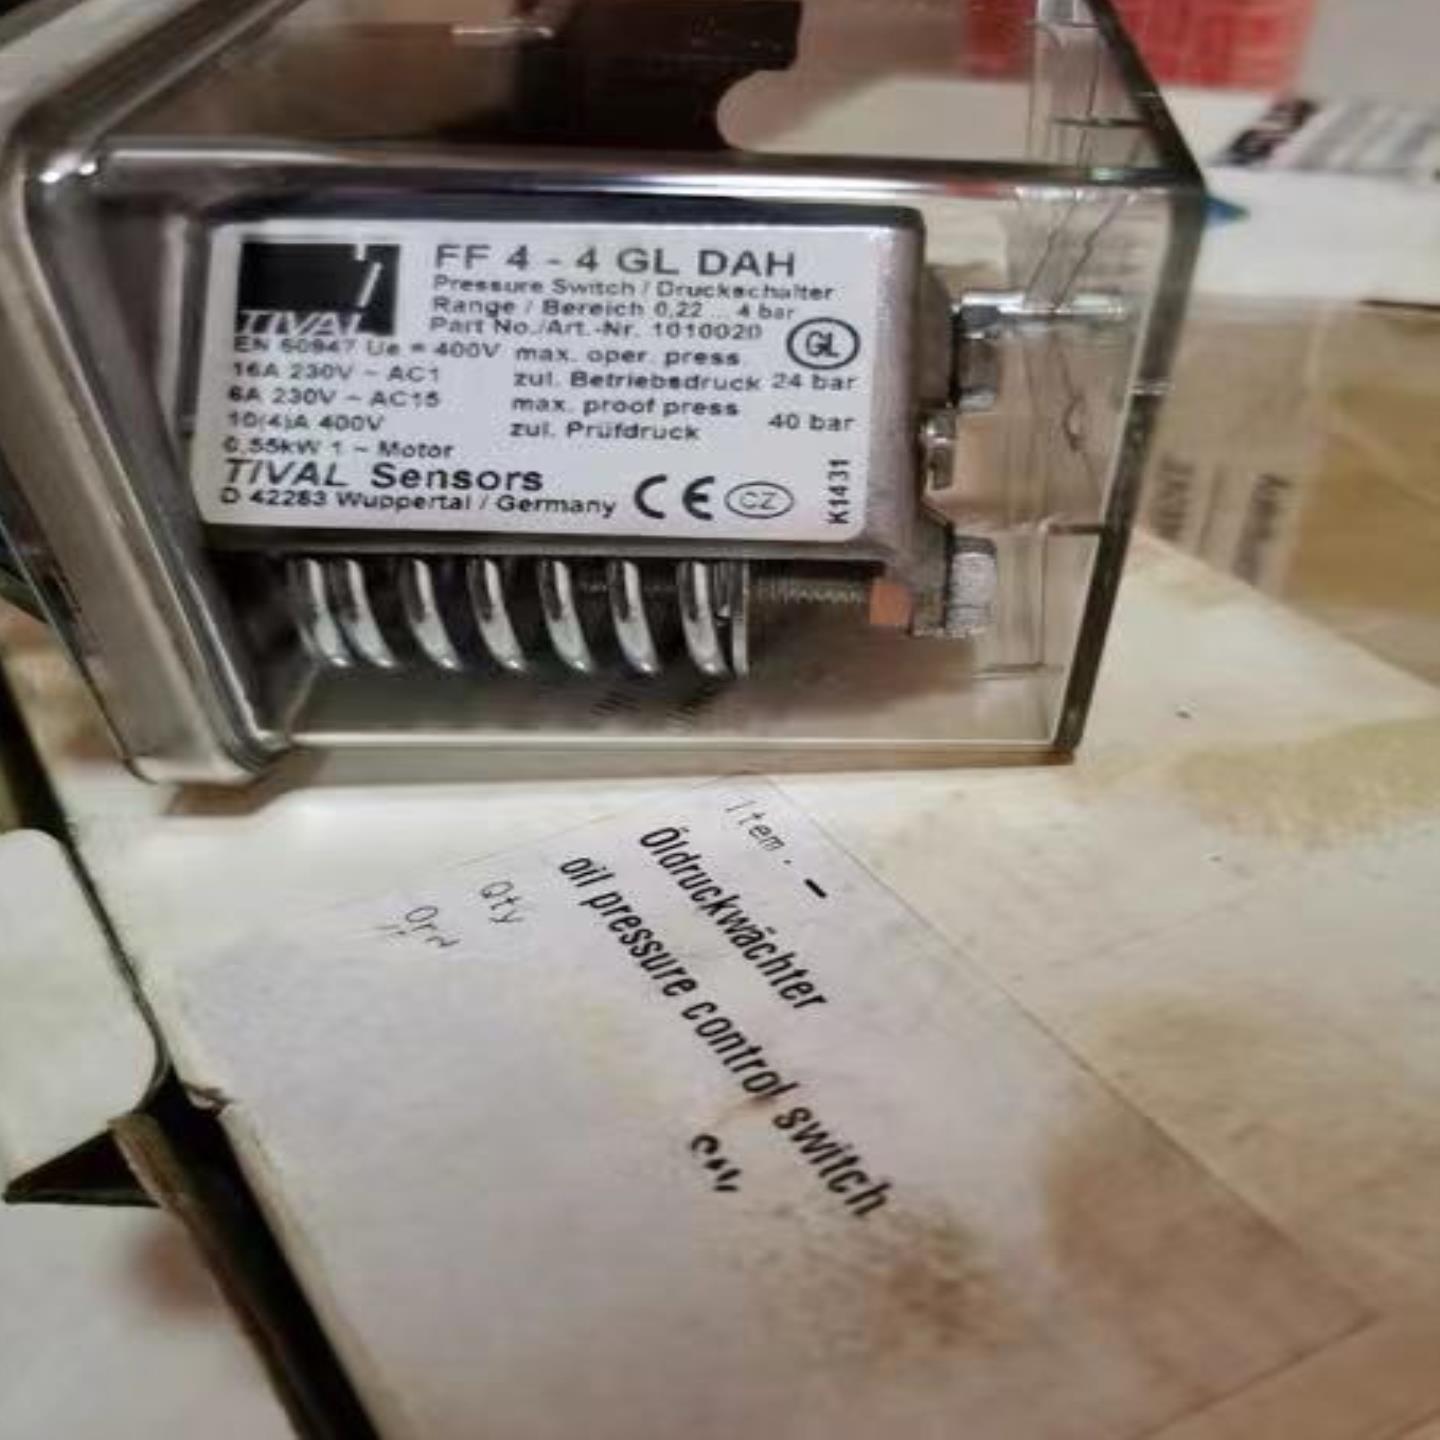 TIVAL
FF 4 - 4 GL DAH
Pressure Switch / Druckschalter
Range / Bereich 0,22 ... 4 bar
Part No./Art.-Nr. 1010020
GL
EN 60947 Ue = 400V
16A 230V ~ AC1
6A 230V ~ AC15
10(4)A 400V
0,55kW 1 ~ Motor
max. oper. press.
zul. Betriebsdruck 24 bar
max. proof press
zul. Prüfdruck 40 bar
TIVAL Sensors
D 42283 Wuppertal / Germany
CE CZ
K1431
Item. -
Öldruckwächter
oil pressure control switch
Qty